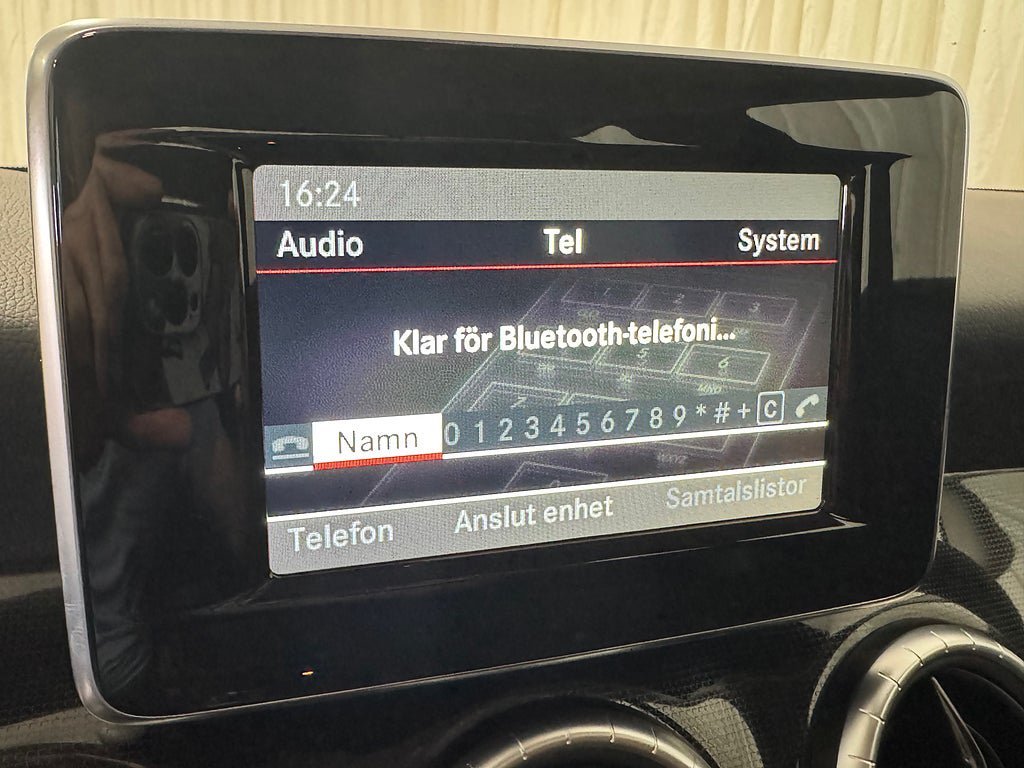 16:24
Audio Tel System
Klar för Bluetooth-telefoni...
Namn 0 1 2 3 4 5 6 7 8 9 * # + C
Telefon Anslut enhet Samtalslistor